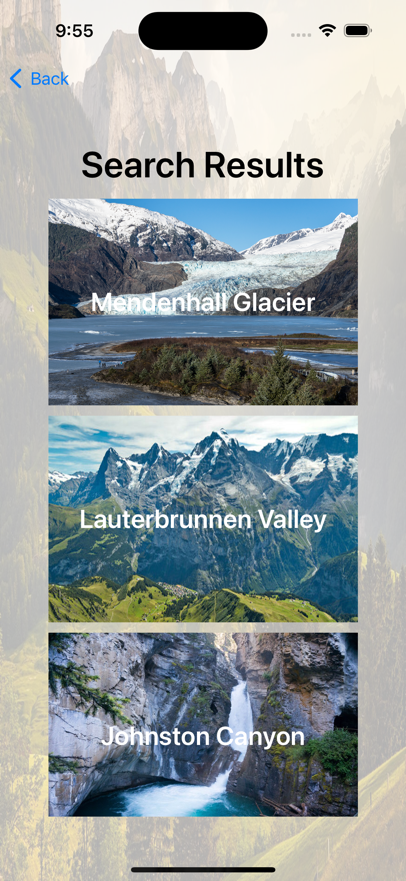 9:55
Back
Search Results
Mendenhall Glacier
Lauterbrunnen Valley
Johnston Canyon